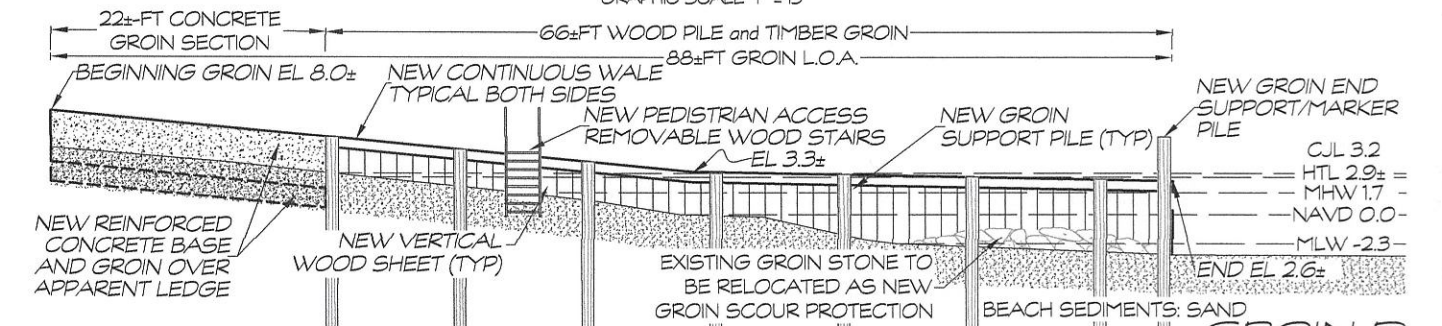 22±-FT CONCRETE
GROIN SECTION
66±FT WOOD PILE and TIMBER GROIN
88±FT GROIN L.O.A.
BEGINNING GROIN EL 8.0±
NEW CONTINUOUS WALE
TYPICAL BOTH SIDES
NEW PEDISTRIAN ACCESS
REMOVABLE WOOD STAIRS
EL 3.3±
NEW GROIN
SUPPORT PILE (TYP)
NEW GROIN END
SUPPORT/MARKER
PILE
CJL 3.2
HTL 2.9±
MHW 1.7
NAVD 0.0
MLW -2.3
NEW REINFORCED
CONCRETE BASE
AND GROIN OVER
APPARENT LEDGE
NEW VERTICAL
WOOD SHEET (TYP)
EXISTING GROIN STONE TO
BE RELOCATED AS NEW
GROIN SCOUR PROTECTION
END EL 2.6±
BEACH SEDIMENTS: SAND